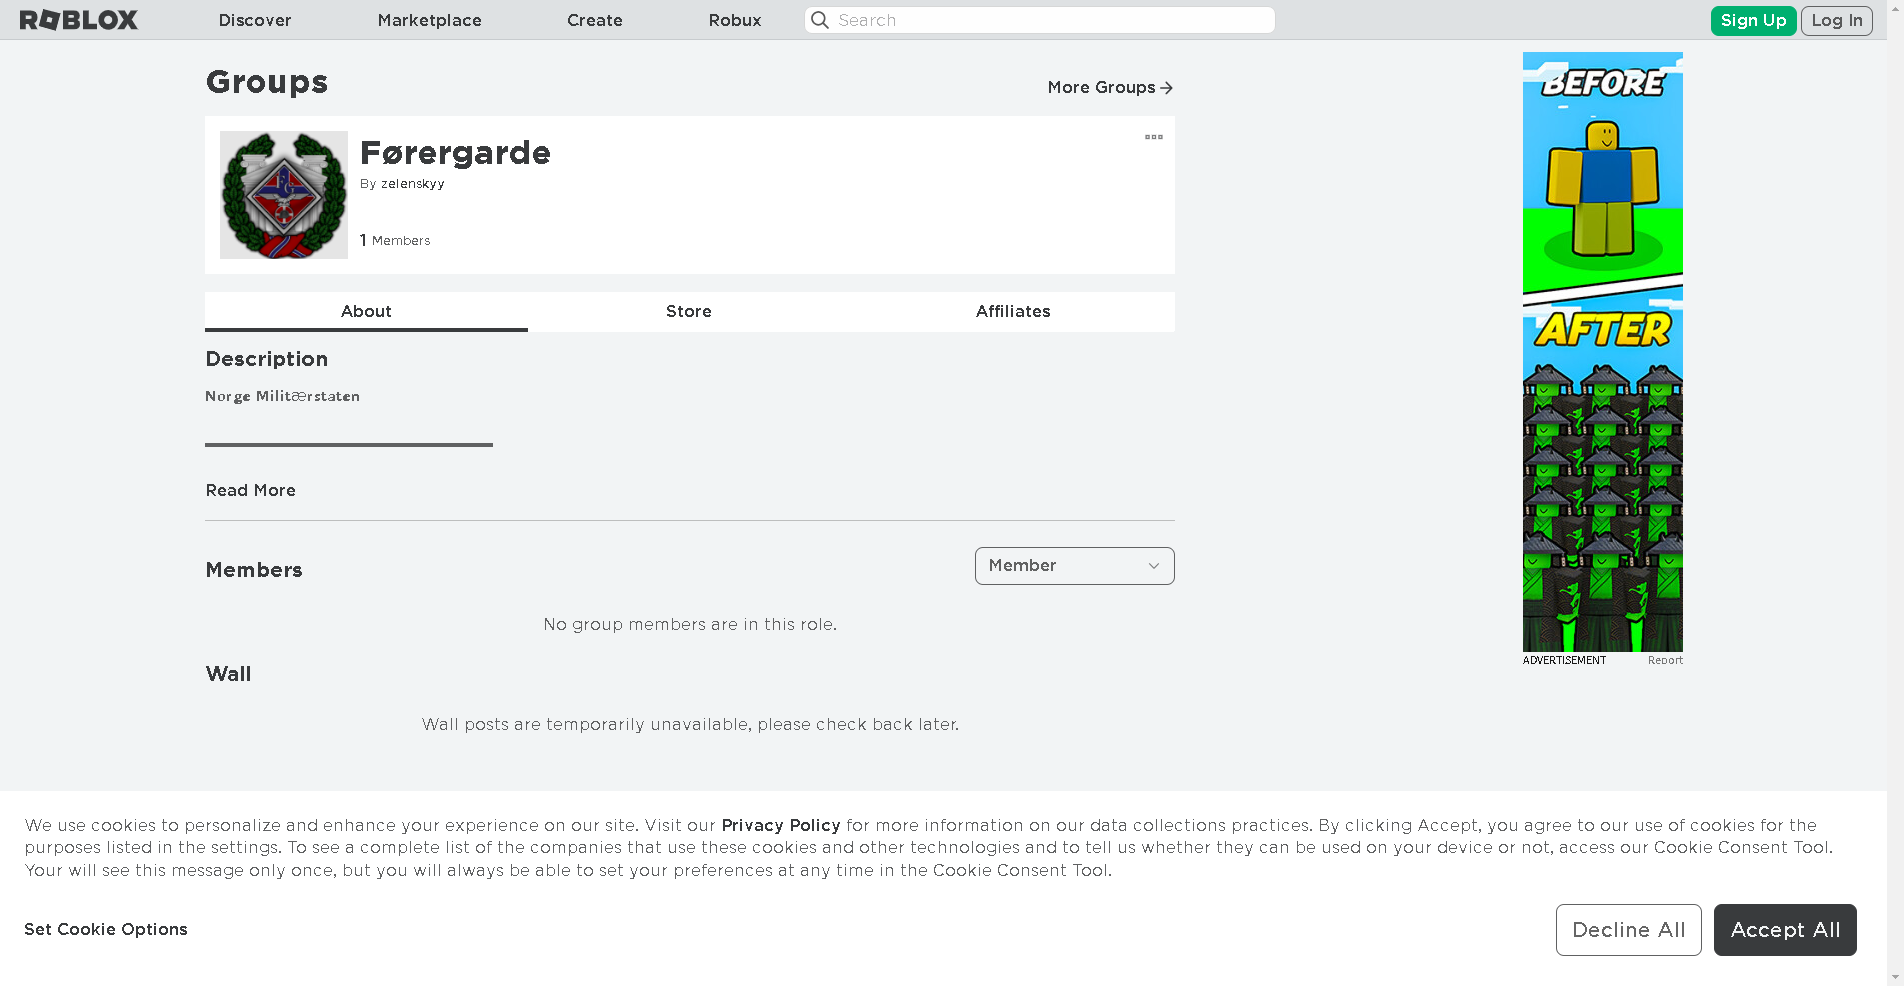 ROBLOX
Discover
Marketplace
Create
Robux
Search
Sign Up
Log In
Groups
More Groups
Førergarde
By zelenskyy
1 Members
About
Store
Affiliates
Description
Norge Militærstaten
Read More
Members
Member
No group members are in this role.
Wall
Wall posts are temporarily unavailable, please check back later.
BEFORE
AFTER
ADVERTISEMENT
Report
We use cookies to personalize and enhance your experience on our site. Visit our Privacy Policy for more information on our data collections practices. By clicking Accept, you agree to our use of cookies for the
purposes listed in the settings. To see a complete list of the companies that use these cookies and other technologies and to tell us whether they can be used on your device or not, access our Cookie Consent Tool.
Your will see this message only once, but you will always be able to set your preferences at any time in the Cookie Consent Tool.
Set Cookie Options
Decline All
Accept All